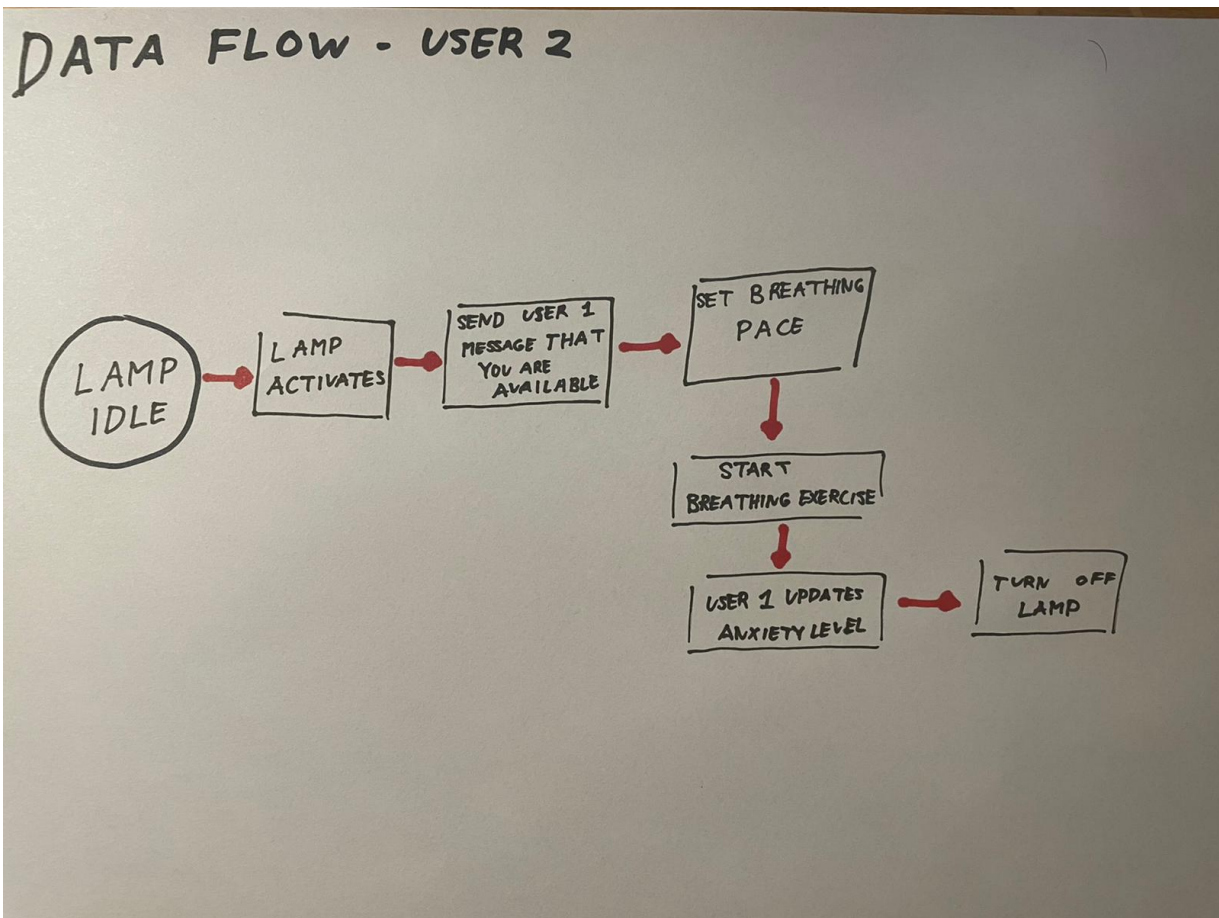 DATA FLOW - USER 2
LAMP
IDLE
LAMP
ACTIVATES
SEND USER 1
MESSAGE THAT
YOU ARE
AVAILABLE
SET BREATHING
PACE
START
BREATHING EXERCISE
USER 1 UPDATES
ANXIETY LEVEL
TURN OFF
LAMP